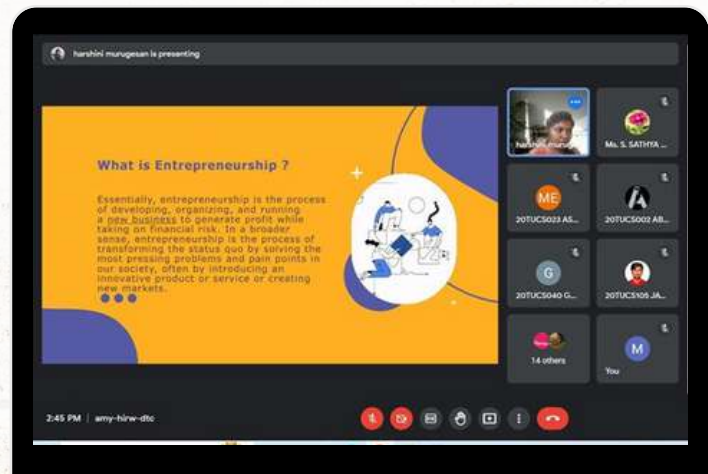 harshini murugesan is presenting
What is Entrepreneurship ?
Essentially, entrepreneurship is the process
of developing, organizing, and running
a new business to generate profit while
taking on financial risk. In a broader
sense, entrepreneurship is the process of
transforming the status quo by solving the
most pressing problems and pain points in
our society, often by introducing an
innovative product or service or creating
new markets.
harshini muru
Ms. S. SATHYA ...
ME
20TUCS023 AS...
20TUCS002 AB...
G
20TUCS040 G...
20TUCS105 JA...
14 others
M
You
2:45 PM | amy-hirw-dtc